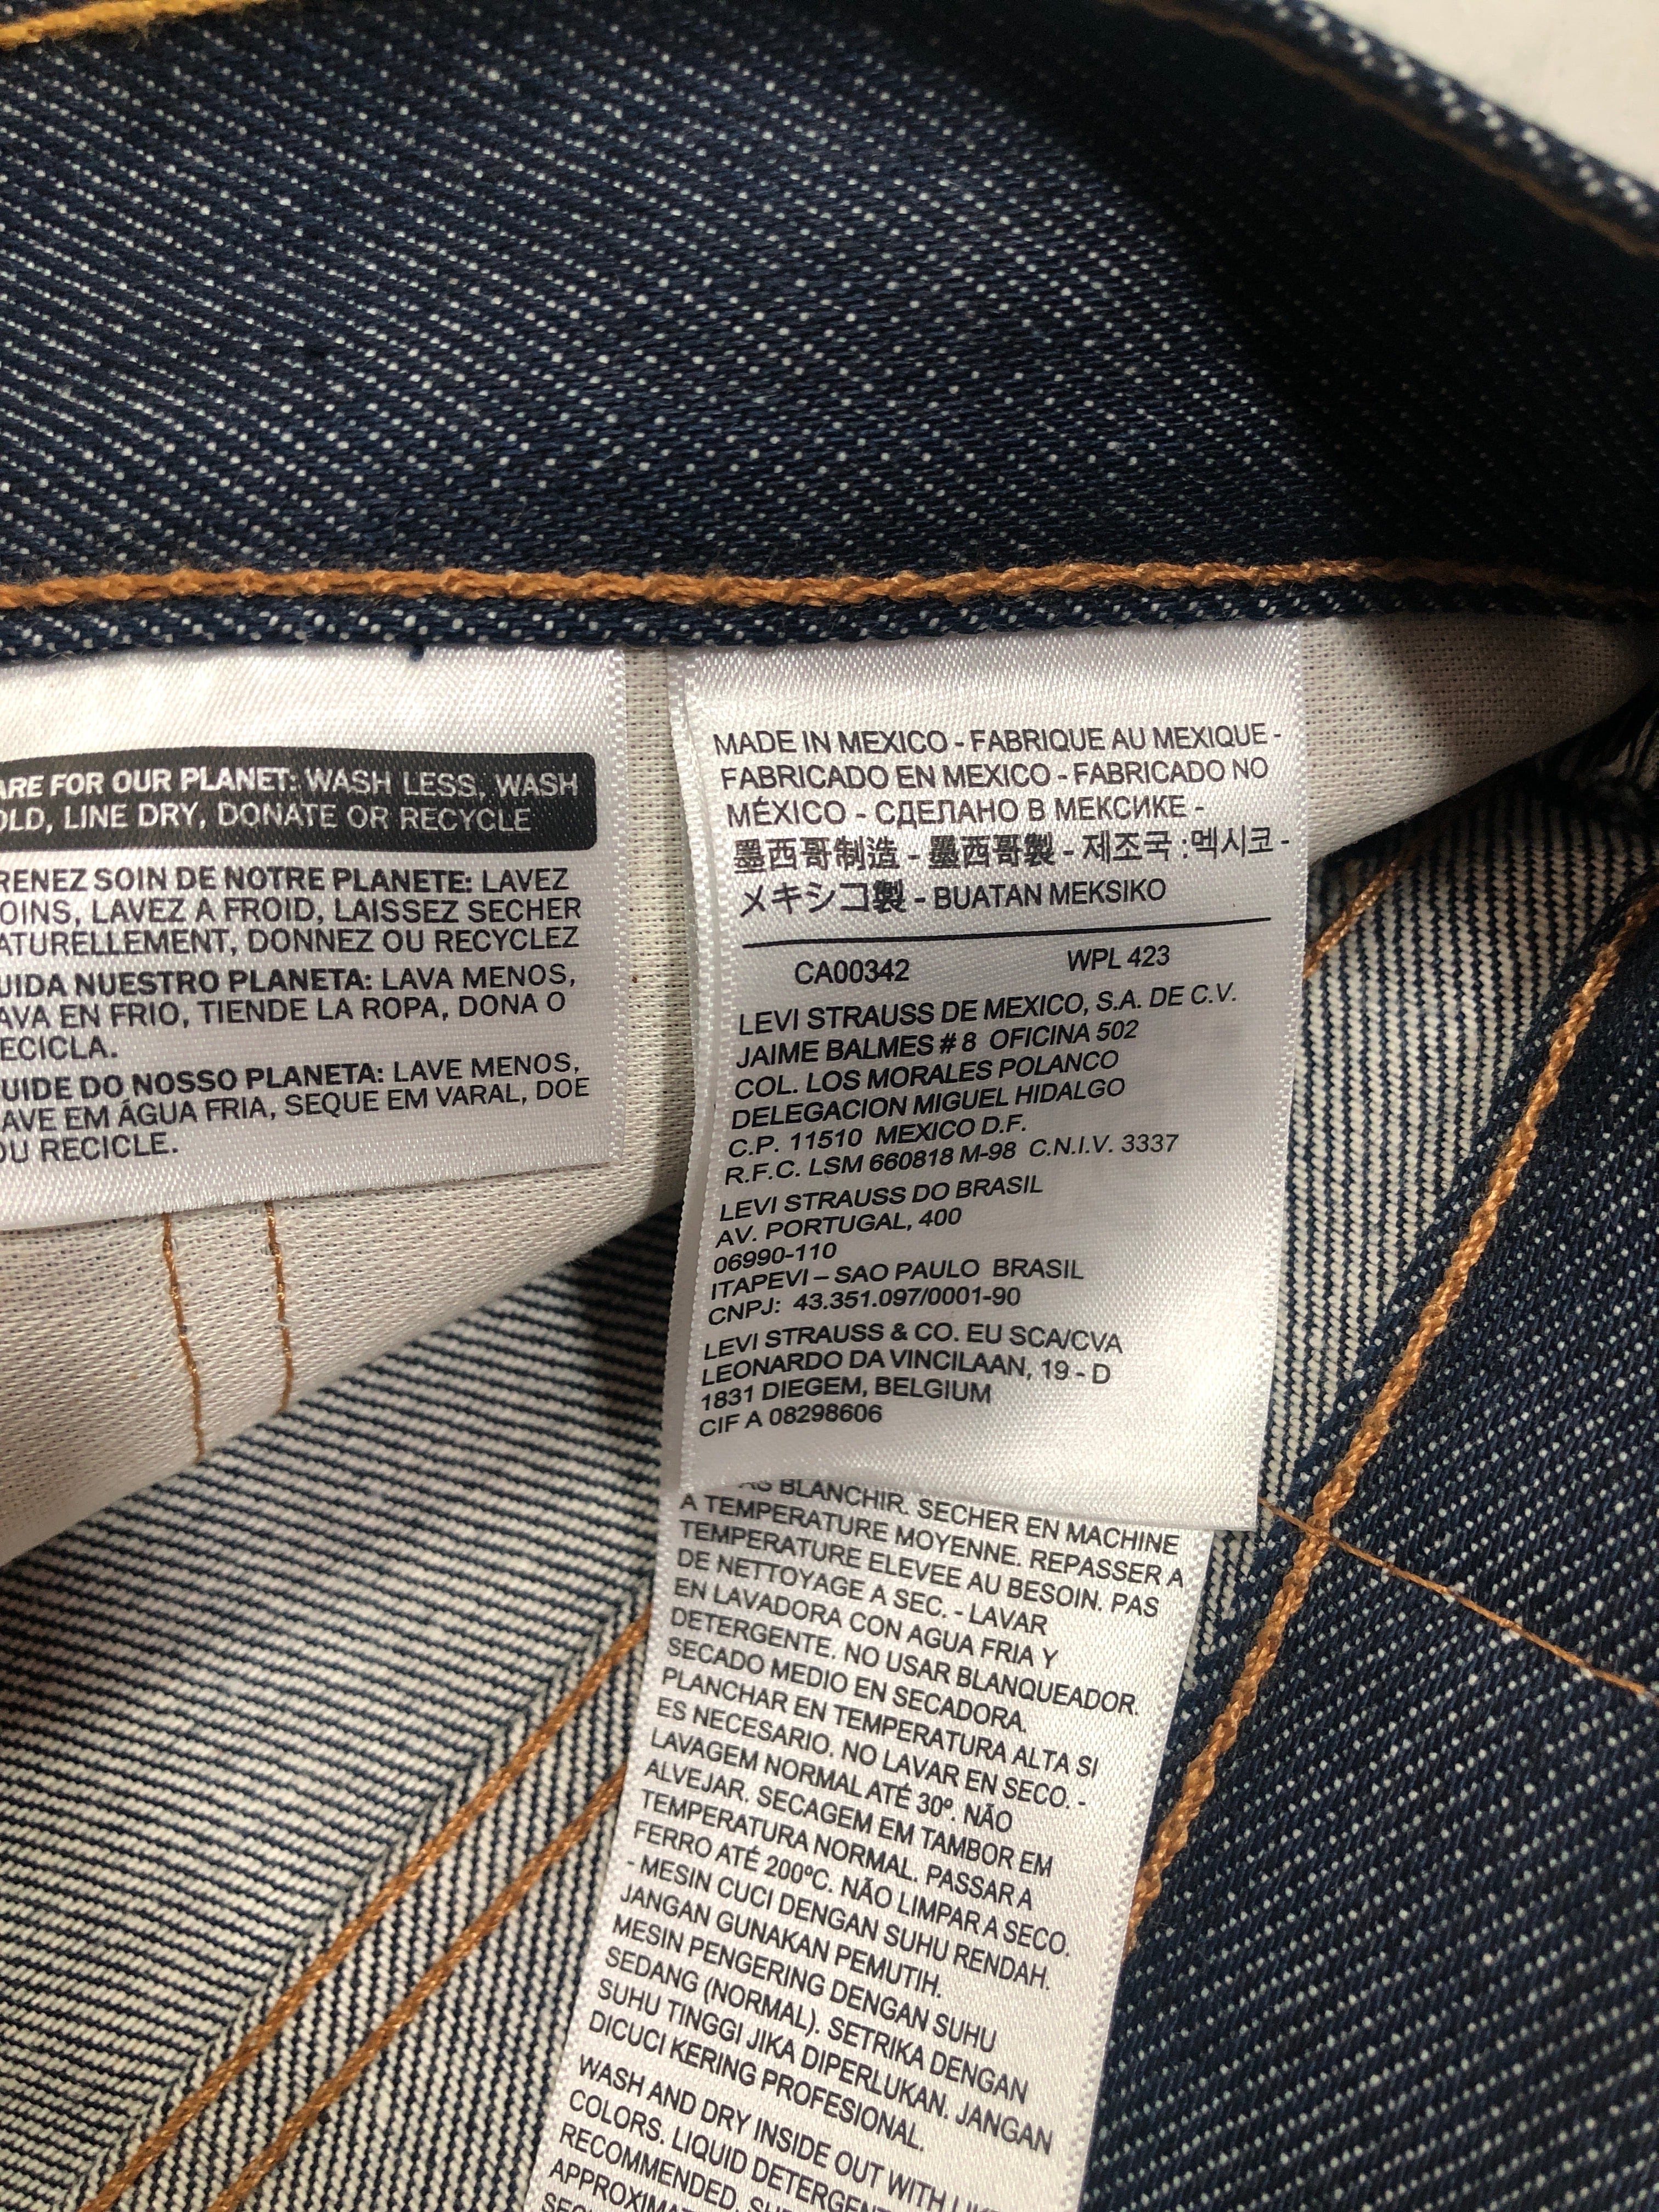 ARE FOR OUR PLANET: WASH LESS, WASH
OLD, LINE DRY, DONATE OR RECYCLE
RENEZ SOIN DE NOTRE PLANETE: LAVEZ
OINS, LAVEZ A FROID, LAISSEZ SECHER
ATURELLEMENT, DONNEZ OU RECYCLEZ
UIDA NUESTRO PLANETA: LAVA MENOS,
AVA EN FRIO, TIENDE LA ROPA, DONA O
ECICLA.
UIDE DO NOSSO PLANETA: LAVE MENOS,
AVE EM ÁGUA FRIA, SEQUE EM VARAL, DOE
OU RECICLE.
MADE IN MEXICO - FABRIQUE AU MEXIQUE -
FABRICADO EN MEXICO - FABRICADO NO
MÉXICO - СДЕЛАНО В МЕКСИКЕ -
墨西哥制造 - 墨西哥製 - 제조국 :멕시코 -
メキシコ製 - BUATAN MEKSIKO
CA00342 WPL 423
LEVI STRAUSS DE MEXICO, S.A. DE C.V.
JAIME BALMES # 8 OFICINA 502
COL. LOS MORALES POLANCO
DELEGACION MIGUEL HIDALGO
C.P. 11510 MEXICO D.F.
R.F.C. LSM 660818 M-98 C.N.I.V. 3337
LEVI STRAUSS DO BRASIL
AV. PORTUGAL, 400
06990-110
ITAPEVI – SAO PAULO BRASIL
CNPJ: 43.351.097/0001-90
LEVI STRAUSS & CO. EU SCA/CVA
LEONARDO DA VINCILAAN, 19 - D
1831 DIEGEM, BELGIUM
CIF A 08298606
AS BLANCHIR. SECHER EN MACHINE
A TEMPERATURE MOYENNE. REPASSER A
TEMPERATURE ELEVEE AU BESOIN. PAS
DE NETTOYAGE A SEC. - LAVAR
EN LAVADORA CON AGUA FRIA Y
DETERGENTE. NO USAR BLANQUEADOR.
SECADO MEDIO EN SECADORA.
PLANCHAR EN TEMPERATURA ALTA SI
ES NECESARIO. NO LAVAR EN SECO. -
LAVAGEM NORMAL ATÉ 30º. NÃO
ALVEJAR. SECAGEM EM TAMBOR EM
TEMPERATURA NORMAL. PASSAR A
FERRO ATÉ 200ºC. NÃO LIMPAR A SECO.
- MESIN CUCI DENGAN SUHU RENDAH.
JANGAN GUNAKAN PEMUTIH.
MESIN PENGERING DENGAN SUHU
SEDANG (NORMAL). SETRIKA DENGAN
SUHU TINGGI JIKA DIPERLUKAN. JANGAN
DICUCI KERING PROFESIONAL.
WASH AND DRY INSIDE OUT WITH LIKE
COLORS. LIQUID DETERGENT
RECOMMENDED.